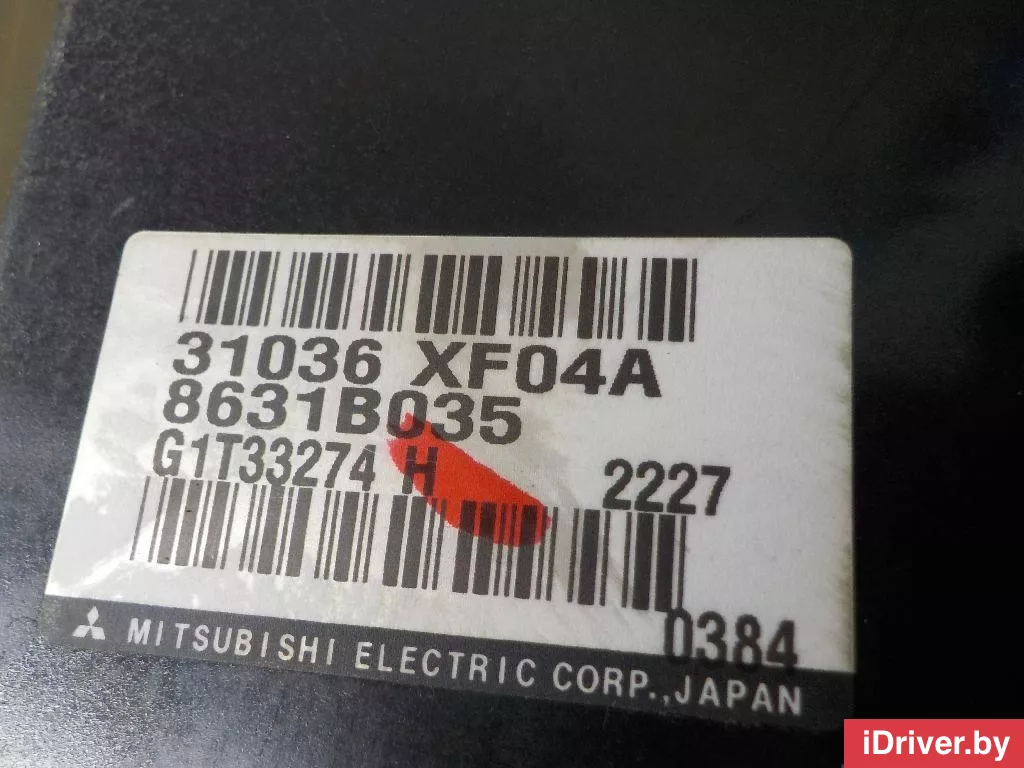 31036 XF04A
8631B035
G1T33274 H 2227
0384
MITSUBISHI ELECTRIC CORP.,JAPAN
iDriver.by